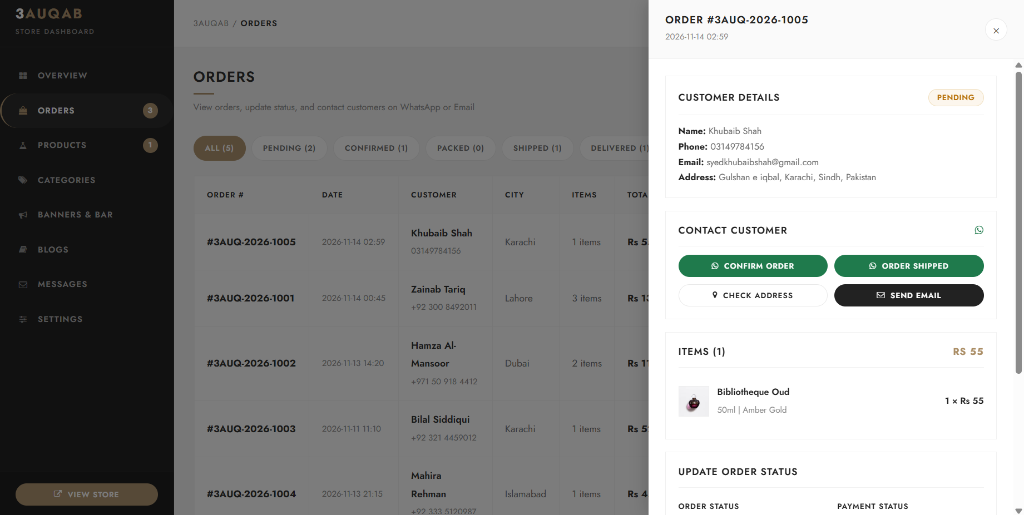 3AUQAB
STORE DASHBOARD
OVERVIEW
ORDERS 3
PRODUCTS 1
CATEGORIES
BANNERS & BAR
BLOGS
MESSAGES
SETTINGS
VIEW STORE
3AUQAB / ORDERS
ORDERS
View orders, update status, and contact customers on WhatsApp or Email
ALL (5) PENDING (2) CONFIRMED (1) PACKED (0) SHIPPED (1) DELIVERED (1)
ORDER # DATE CUSTOMER CITY ITEMS
#3AUQ-2026-1005 2026-11-14 02:59 Khubaib Shah Karachi 1 items Rs
03149784156
#3AUQ-2026-1001 2026-11-14 00:45 Zainab Tariq Lahore 3 items Rs
+92 300 8492011
#3AUQ-2026-1002 2026-11-13 14:20 Hamza Al-Mansoor Dubai 2 items Rs
+971 50 918 4412
#3AUQ-2026-1003 2026-11-11 11:10 Bilal Siddiqui Karachi 1 items Rs
+92 321 4459012
#3AUQ-2026-1004 2026-11-13 21:15 Mahira Rehman Islamabad 1 items Rs
+92 333 5120987
ORDER #3AUQ-2026-1005
2026-11-14 02:59
CUSTOMER DETAILS PENDING
Name: Khubaib Shah
Phone: 03149784156
Email: syedkhubaibshah@gmail.com
Address: Gulshan e iqbal, Karachi, Sindh, Pakistan
CONTACT CUSTOMER
CONFIRM ORDER ORDER SHIPPED
CHECK ADDRESS SEND EMAIL
ITEMS (1) RS 55
Bibliotheque Oud
50ml | Amber Gold
1 × Rs 55
UPDATE ORDER STATUS
ORDER STATUS PAYMENT STATUS